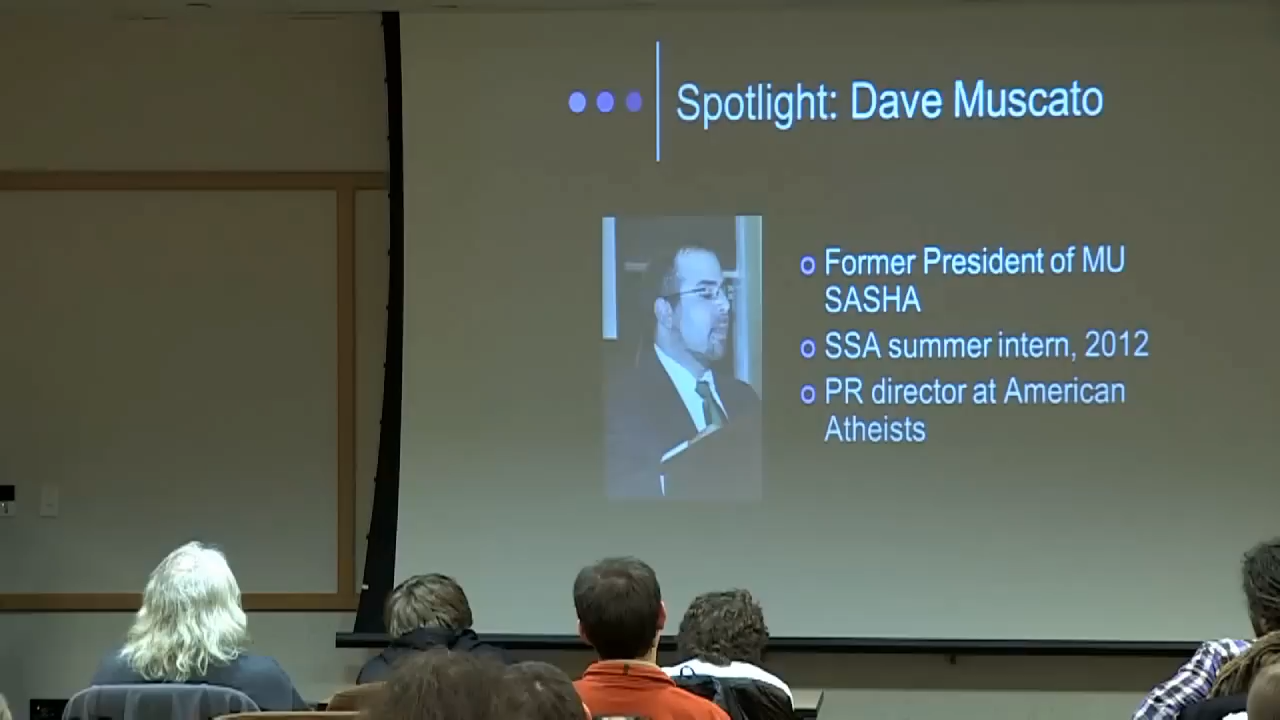 Spotlight: Dave Muscato
Former President of MU
SASHA
SSA summer intern, 2012
PR director at American
Atheists